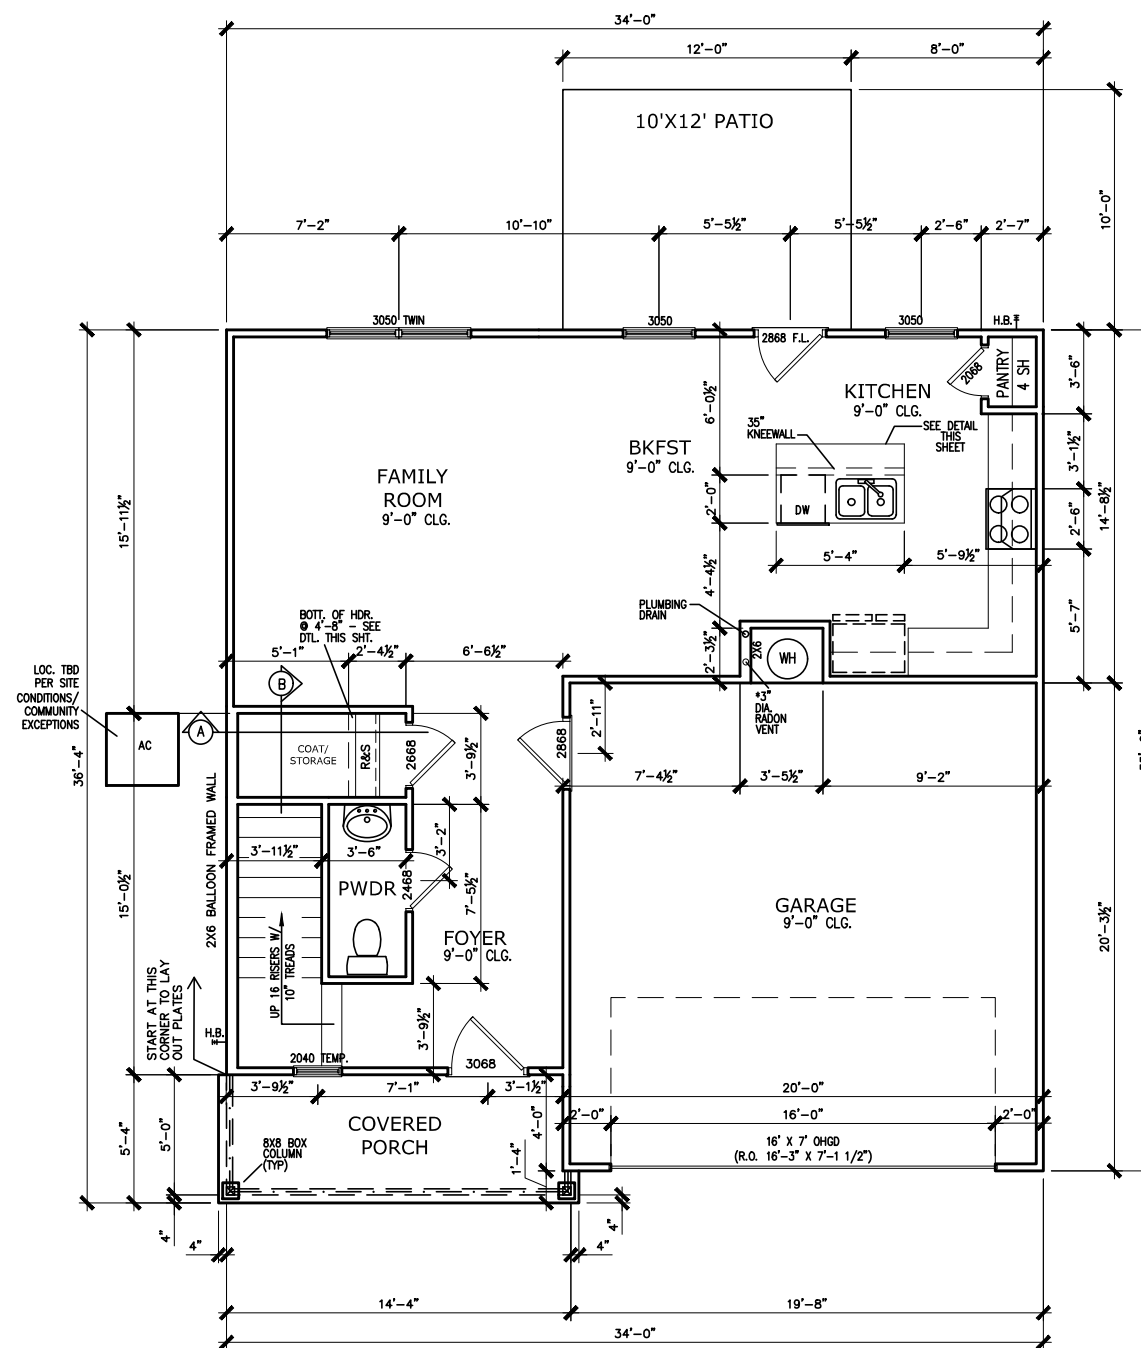 34'-0"
12'-0"
8'-0"
10'X12' PATIO
10'-0"
7'-2"
10'-10"
5'-5½"
5'-5½"
2'-6"
2'-7"
3050 TWIN
3050
2868 F.L.
3050
H.B.
2068
PANTRY
4 SH
3'-6"
KITCHEN
9'-0" CLG.
6'-0½"
35"
KNEEWALL
SEE DETAIL
THIS
SHEET
BKFST
9'-0" CLG.
3'-1½"
FAMILY
ROOM
9'-0" CLG.
2'-0"
DW
2'-6"
14'-8½"
15'-11½"
5'-4"
5'-9½"
4'-4½"
5'-7"
PLUMBING
DRAIN
BOTT. OF HDR.
@ 4'-8" - SEE
DTL. THIS SHT.
5'-1"
2'-4½"
6'-6½"
2'-3½"
2X6
WH
LOC. TBD
PER SITE
CONDITIONS/
COMMUNITY
EXCEPTIONS
B
*3"
DIA.
RADON
VENT
2'-11"
A
AC
36'-4"
COAT/
STORAGE
R&S
2668
3'-9½"
2868
7'-4½"
3'-5½"
9'-2"
2X6 BALLOON FRAMED WALL
3'-11½"
3'-6"
3'-2"
PWDR
2468
7'-5½"
15'-0½"
GARAGE
9'-0" CLG.
20'-3½"
FOYER
9'-0" CLG.
UP 16 RISERS W/
10" TREADS
START AT THIS
CORNER TO LAY
OUT PLATES
H.B.
3'-9½"
2040 TEMP.
3068
3'-9½"
7'-1"
3'-1½"
20'-0"
5'-4"
5'-0"
COVERED
PORCH
4'-0"
2'-0"
16'-0"
2'-0"
8X8 BOX
COLUMN
(TYP)
1'-4"
16' X 7' OHGD
(R.O. 16'-3" X 7'-1 1/2")
4"
4"
4"
4"
14'-4"
19'-8"
34'-0"